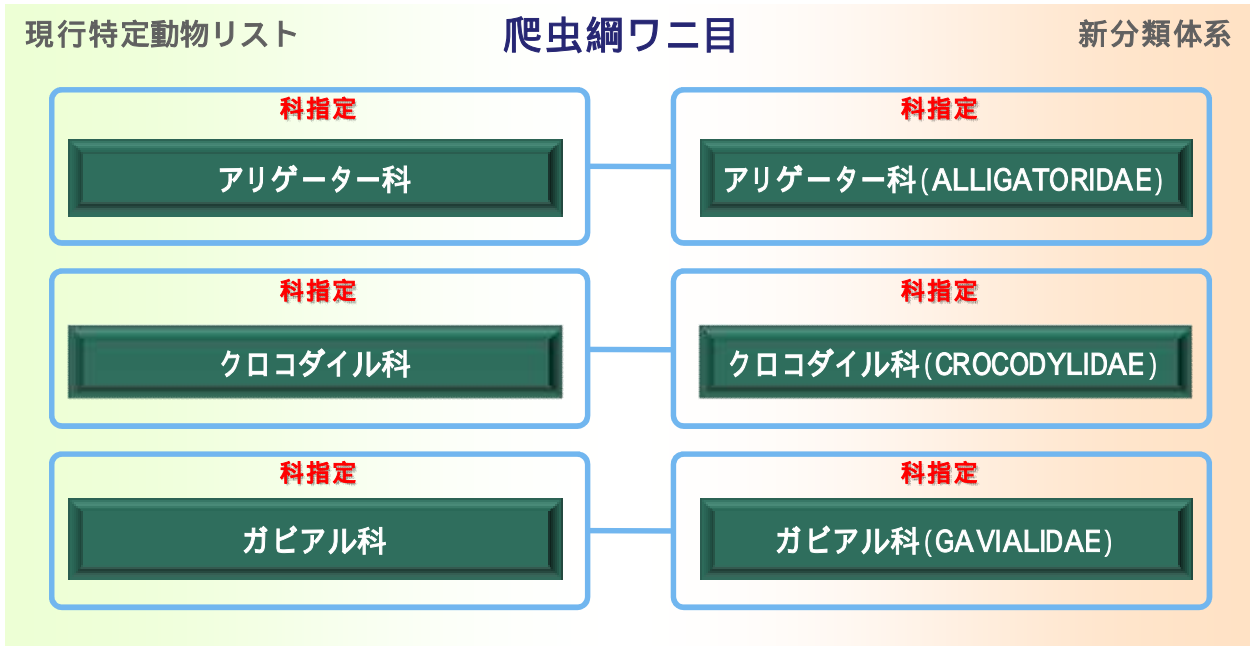 現行特定動物リスト
爬虫綱ワニ目
新分類体系
科指定
アリゲーター科
科指定
アリゲーター科(ALLIGATORIDAE)
科指定
クロコダイル科
科指定
クロコダイル科(CROCODYLIDAE)
科指定
ガビアル科
科指定
ガビアル科(GAVIALIDAE)